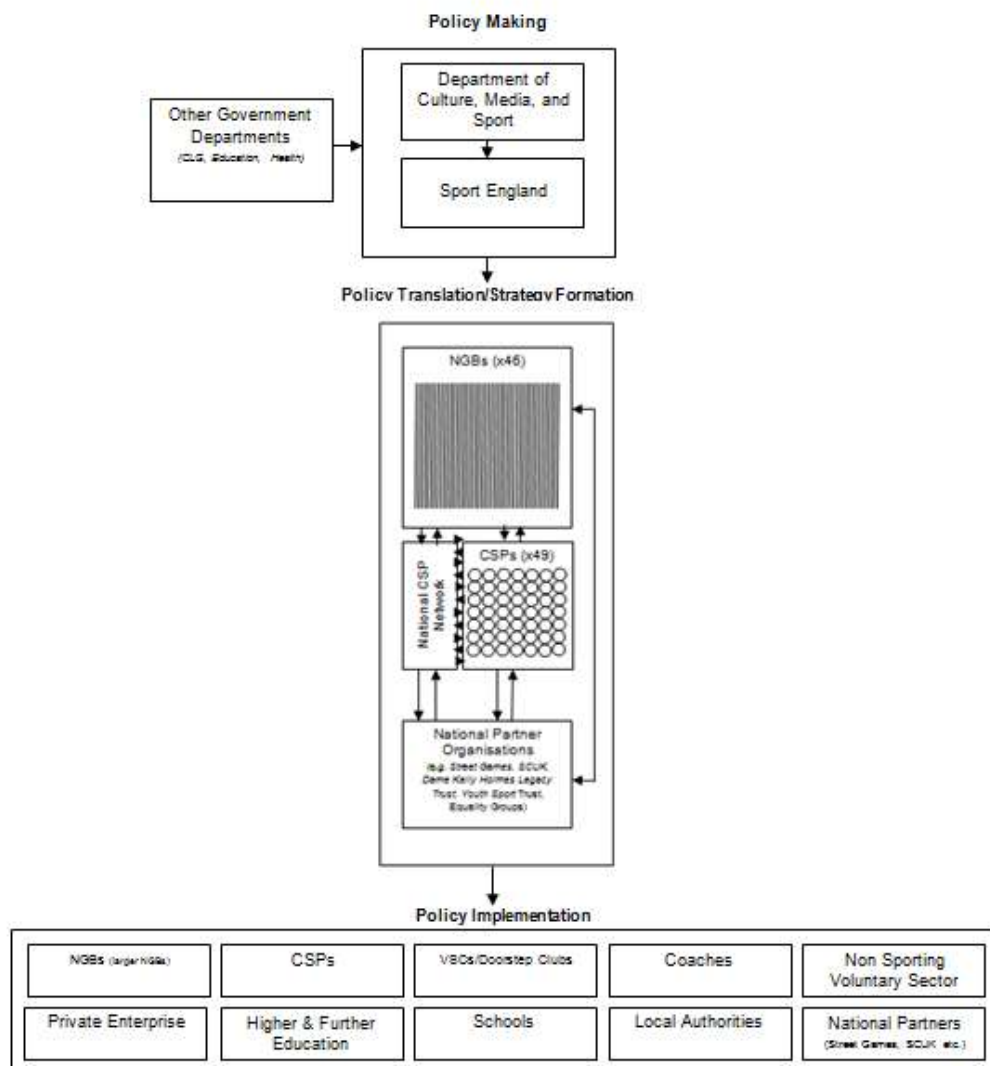 Policy Making
Department of
Culture, Media, and
Sport
Other Government
Departments
(CLG, Education, Health)
Sport England
Policy Translation/Strategy Formation
NGBs (x46)
National CSP
Network
CSPs (x49)
National Partner
Organisations
(e.g. Street Games, SCUK,
Dame Kelly Holmes Legacy
Trust, Youth Sport Trust,
Equality Groups)
Policy Implementation
NGBs (larger NGBs)
CSPs
VSCs/Doorstep Clubs
Coaches
Non Sporting
Voluntary Sector
Private Enterprise
Higher & Further
Education
Schools
Local Authorities
National Partners
(Street Games, SCUK etc.)